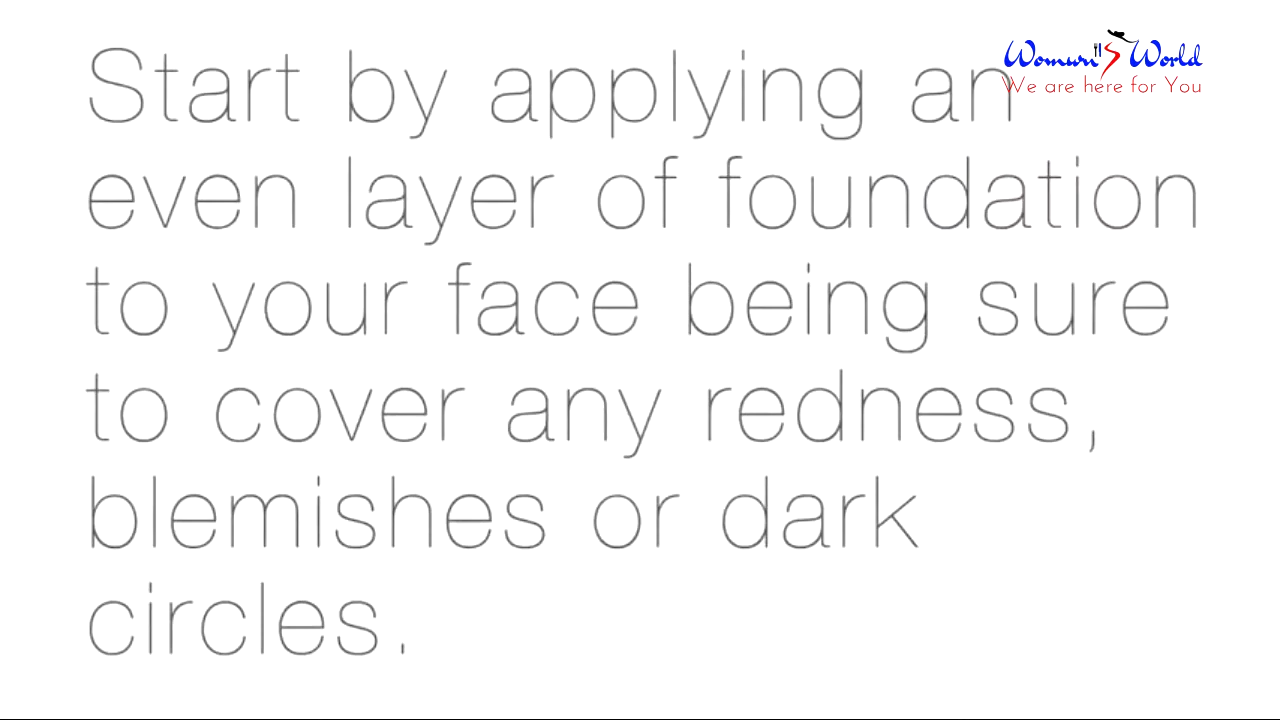 Start by applying an
even layer of foundation
to your face being sure
to cover any redness,
blemishes or dark
circles.
Women's World
We are here for You